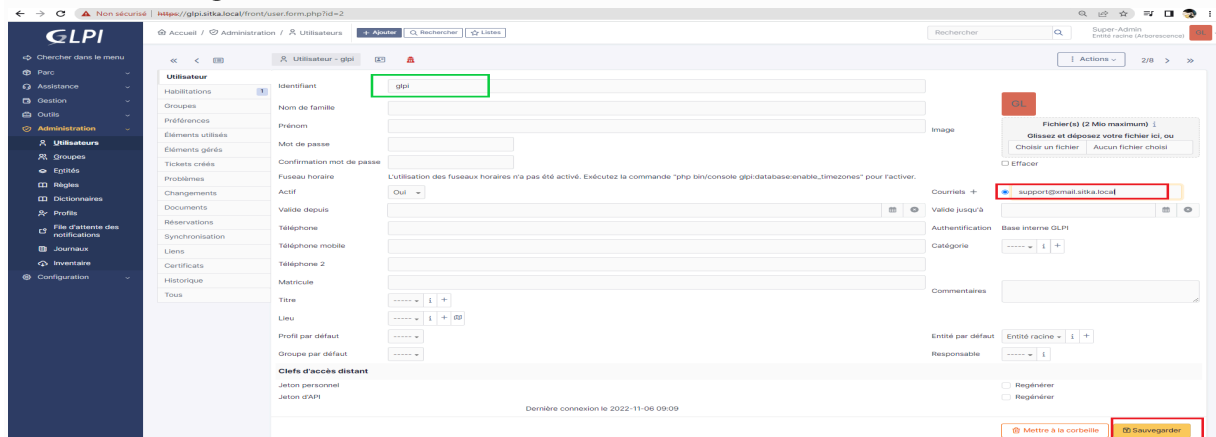 Non sécurisé | https://glpi.sitka.local/front/user.form.php?id=2
GLPI
Accueil / Administration / Utilisateurs + Ajouter Rechercher Listes
Rechercher
Super-Admin
Entité racine (Arborescence)
GL
Chercher dans le menu
Parc
Assistance
Gestion
Outils
Administration
Utilisateurs
Groupes
Entités
Règles
Dictionnaires
Profils
File d'attente des
notifications
Journaux
Inventaire
Configuration
Utilisateur - glpi
Actions
2/8
Utilisateur
Habilitations 1
Groupes
Préférences
Éléments utilisés
Éléments gérés
Tickets créés
Problèmes
Changements
Documents
Réservations
Synchronisation
Liens
Certificats
Historique
Tous
Identifiant glpi
Nom de famille
Prénom
Mot de passe
Confirmation mot de passe
Fuseau horaire L'utilisation des fuseaux horaires n'a pas été activé. Exécutez la commande "php bin/console glpi:database:enable_timezones" pour l'activer.
Actif Oui
Valide depuis
Téléphone
Téléphone mobile
Téléphone 2
Matricule
Titre ----- i +
Lieu ----- i +
Profil par défaut -----
Groupe par défaut -----
Image
GL
Fichier(s) (2 Mio maximum) i
Glissez et déposez votre fichier ici, ou
Choisir un fichier Aucun fichier choisi
Effacer
Courriels + support@xmail.sitka.local
Valide jusqu'à
Authentification Base interne GLPI
Catégorie ----- i +
Commentaires
Entité par défaut Entité racine i +
Responsable ----- i
Clefs d'accès distant
Jeton personnel Regénérer
Jeton d'API Regénérer
Dernière connexion le 2022-11-06 09:09
Mettre à la corbeille Sauvegarder